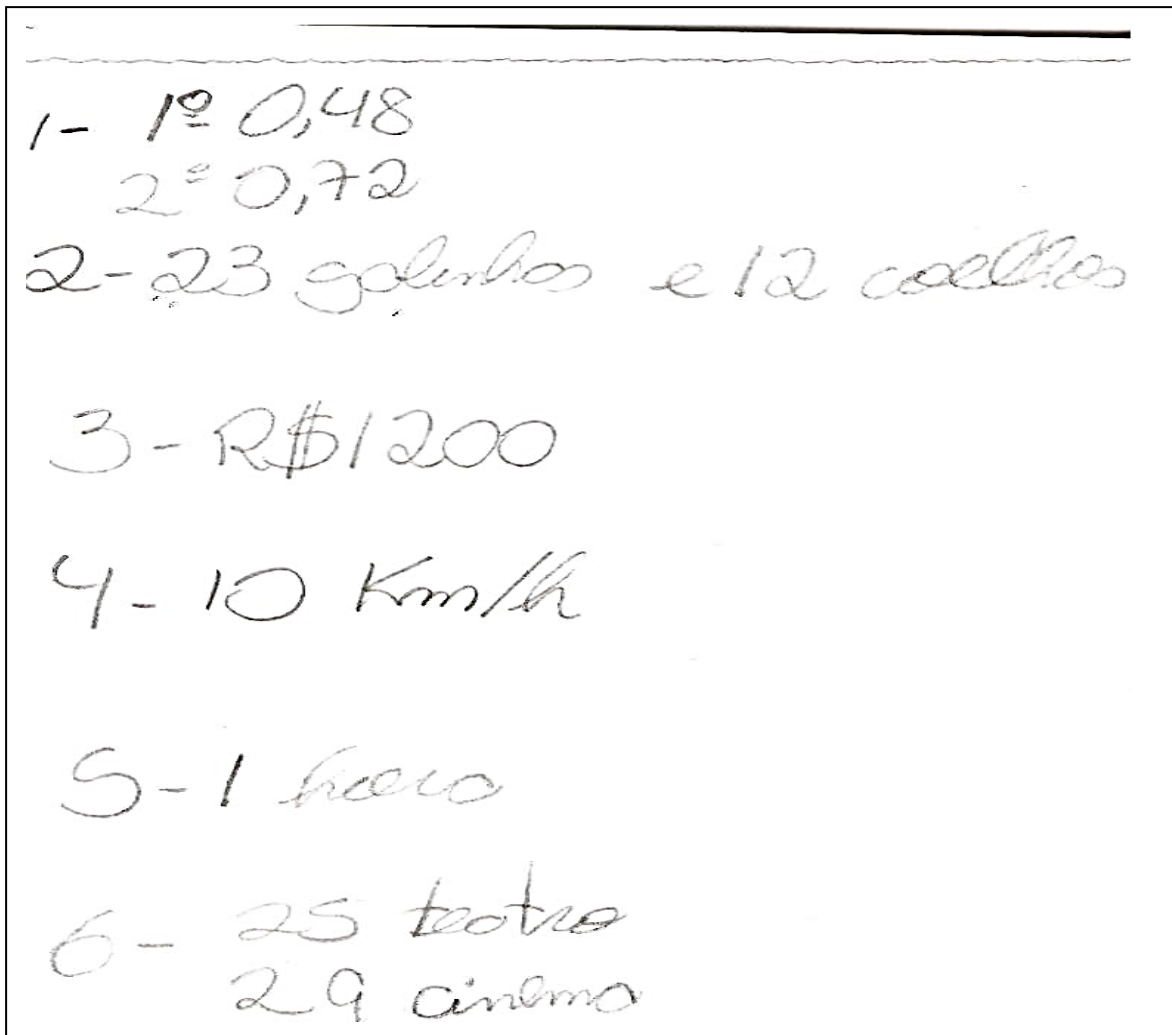 1- 1º 0,48
2º 0,72
2- 23 galinhas e 12 coelhos
3- R$1200
4- 10 Km/h
5- 1 hora
6- 25 teatro
29 cinema